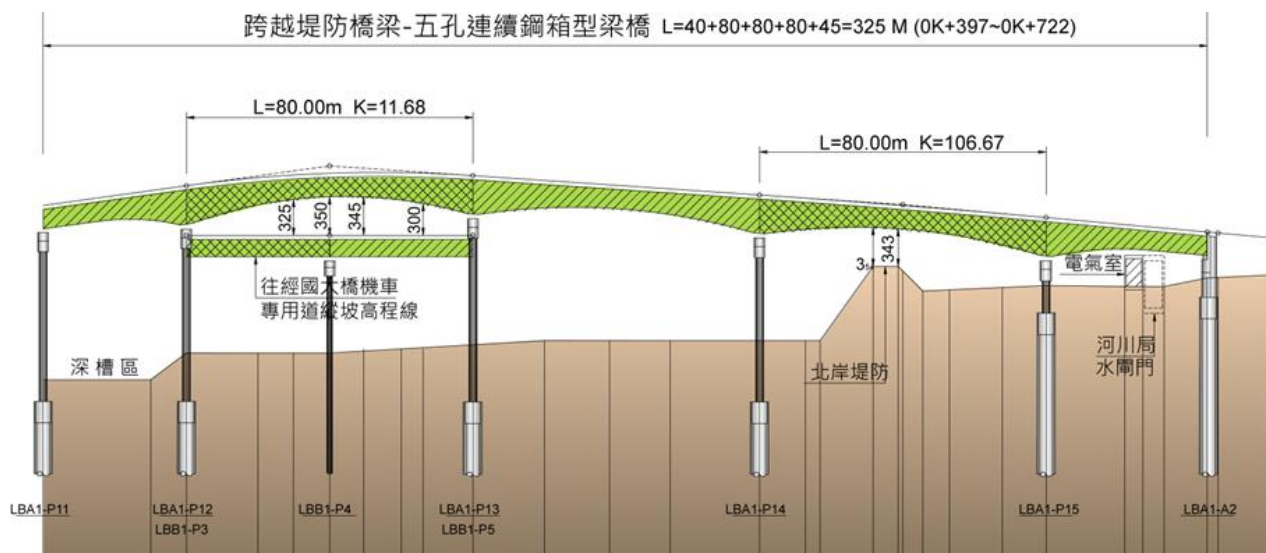 跨越堤防橋梁-五孔連續鋼箱型梁橋 L=40+80+80+80+45=325 M (0K+397~0K+722)
L=80.00m K=11.68
L=80.00m K=106.67
325
350
345
300
343
電氣室
往經國大橋機車
專用道縱坡高程線
深槽區
北岸堤防
河川局
水閘門
LBA1-P11
LBA1-P12
LBB1-P3
LBB1-P4
LBA1-P13
LBB1-P5
LBA1-P14
LBA1-P15
LBA1-A2